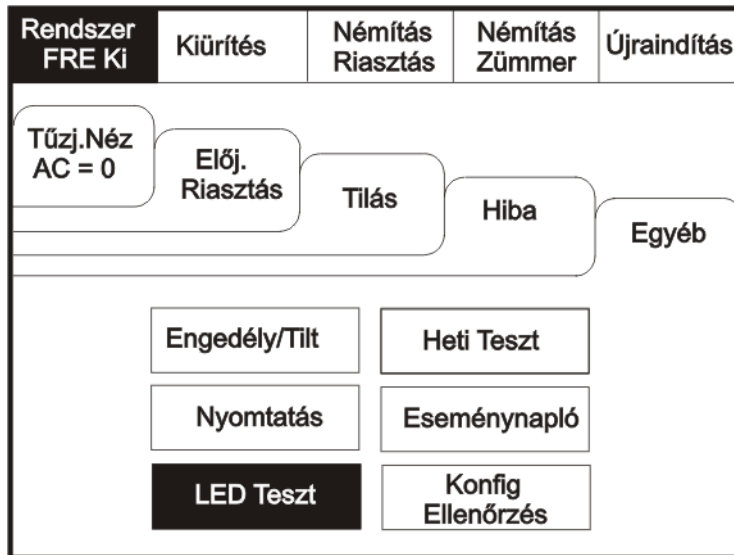 Rendszer
FRE Ki
Kiürítés
Némítás
Riasztás
Némítás
Zümmer
Újraindítás
Tűzj.Néz
AC = 0
Előj.
Riasztás
Tilás
Hiba
Egyéb
Engedély/Tilt
Heti Teszt
Nyomtatás
Eseménynapló
LED Teszt
Konfig
Ellenőrzés